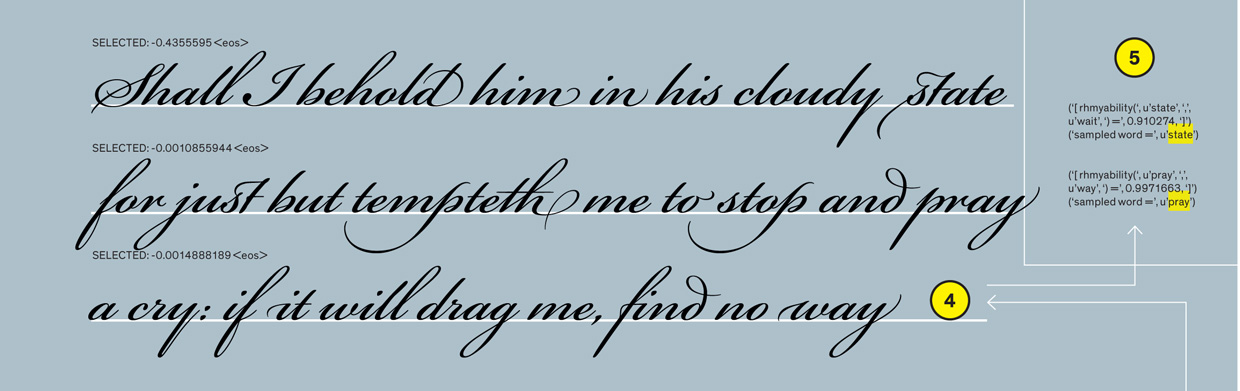 SELECTED: -0.4355595 <eos>
Shall I behold him in his cloudy state
SELECTED: -0.0010855944 <eos>
for just but tempteth me to stop and pray
SELECTED: -0.0014888189 <eos>
a cry: if it will drag me, find no way
4
5
(‘[ rhmyability(‘, u’state’, ‘,’,
u’wait’, ‘) =’, 0.910274, ‘]’)
(‘sampled word =’, u’state’)
(‘[ rhmyability(‘, u’pray’, ‘,’,
u’way’, ‘) =’, 0.9971663, ‘]’)
(‘sampled word =’, u’pray’)